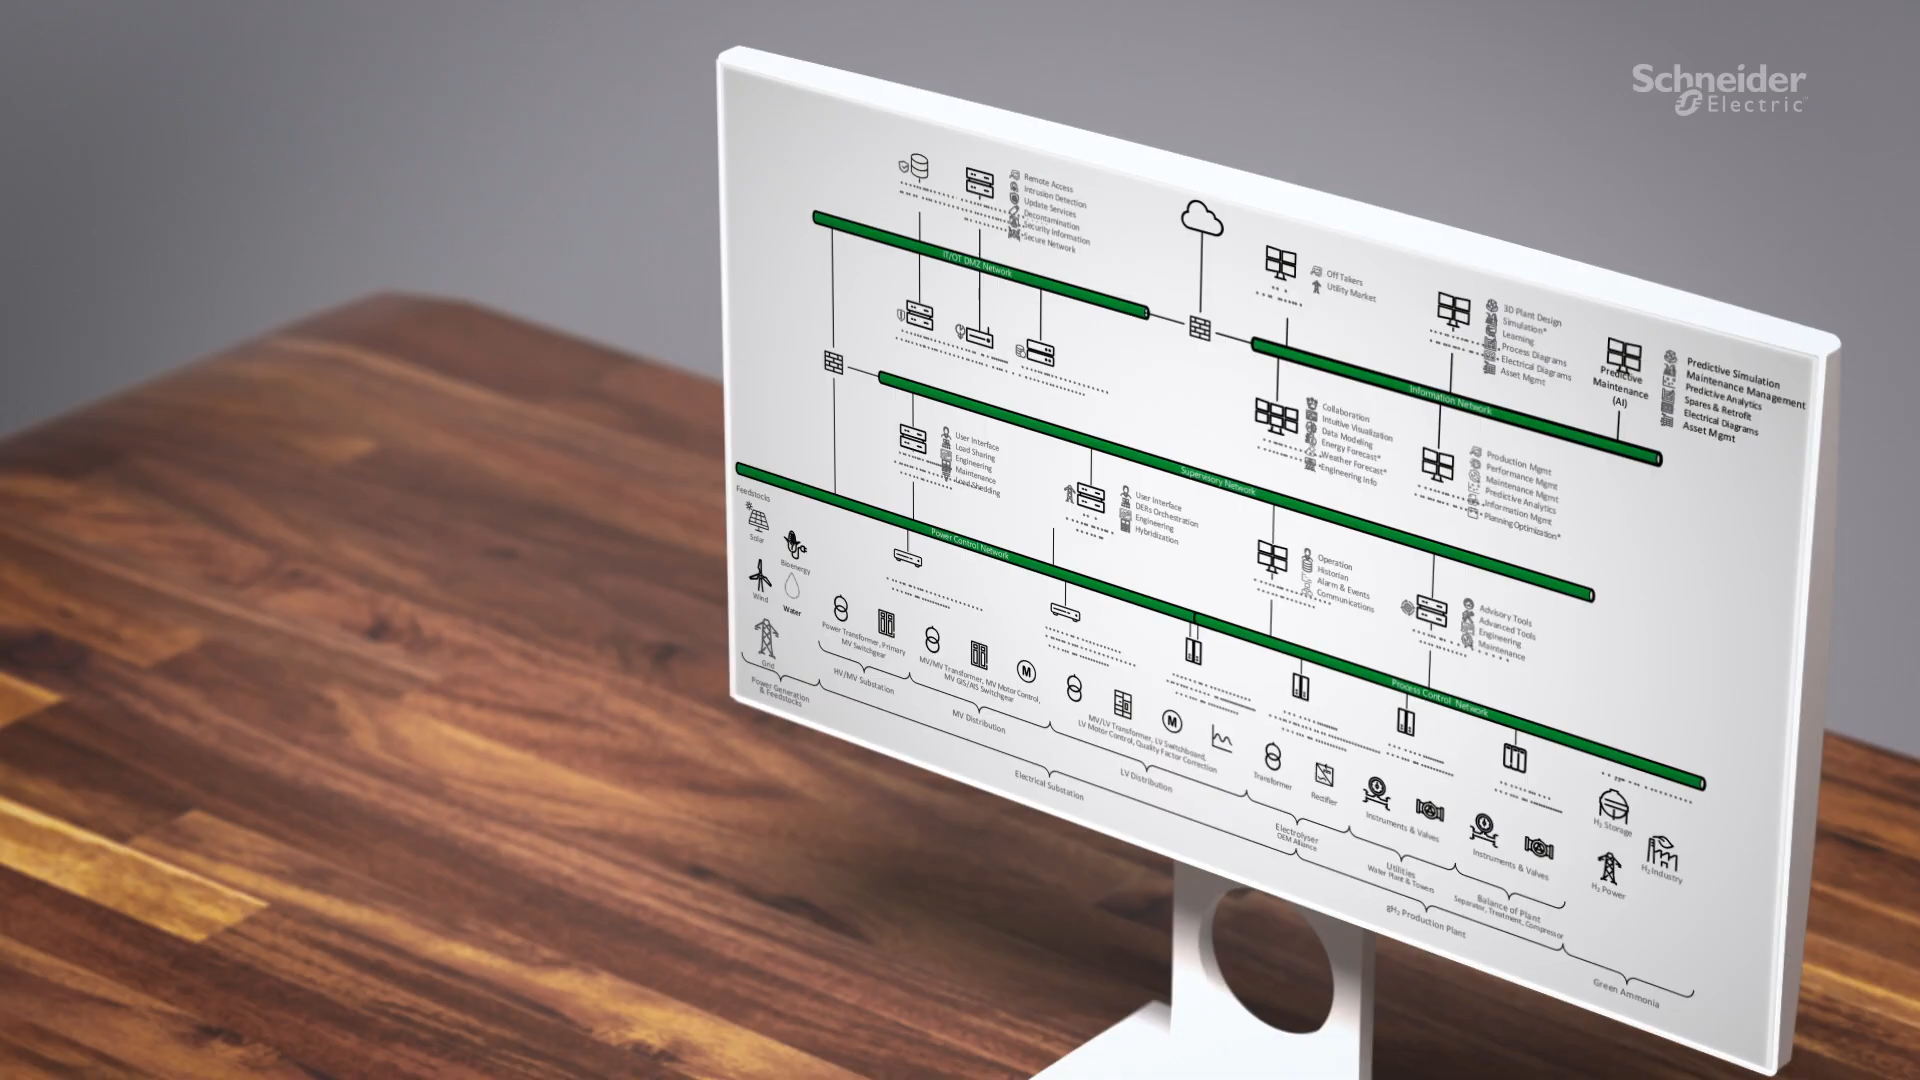 Schneider
Electric
Remote Access
Intrusion Detection
Update Services
Decontamination
Security Information
Secure Network
IT/OT DMZ Network
Off Takers
Utility Market
3D Plant Design
Simulation*
Learning
Process Diagrams
Electrical Diagrams
Asset Mgmt
Predictive
Maintenance
(AI)
Predictive Simulation
Maintenance Management
Predictive Analytics
Spares & Retrofit
Electrical Diagrams
Asset Mgmt
Information Network
Collaboration
Intuitive Visualization
Data Modeling
Energy Forecast*
Weather Forecast*
Engineering Info
Production Mgmt
Performance Mgmt
Maintenance Mgmt
Predictive Analytics
Information Mgmt
Planning Optimization*
User Interface
Load Sharing
Engineering
Maintenance
Load Shedding
Supervisory Network
User Interface
DERs Orchestration
Engineering
Hybridization
Operation
Historian
Alarm & Events
Communications
Advisory Tools
Advanced Tools
Engineering
Maintenance
Power Control Network
Process Control Network
Feedstocks
Solar
Bioenergy
Wind
Water
Grid
Power Generation
& Feedstocks
Power Transformer, Primary
MV Switchgear
HV/MV Substation
MV/MV Transformer, MV Motor Control,
MV GIS/AIS Switchgear
M
MV Distribution
MV/LV Transformer, LV Switchboard,
LV Motor Control, Quality Factor Correction
M
LV Distribution
Electrical Substation
Transformer
Rectifier
Electrolyser
OEM Alliance
Instruments & Valves
Utilities
Water Plant & Towers
Instruments & Valves
Balance of Plant
Separator, Treatment, Compressor
gH₂ Production Plant
H₂ Storage
H₂ Power
H₂ Industry
Green Ammonia